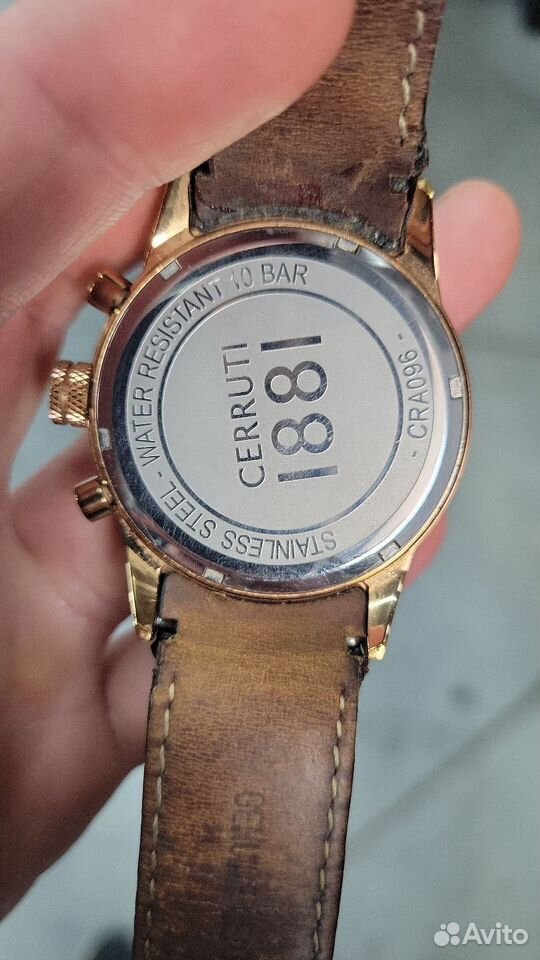 STAINLESS STEEL - WATER RESISTANT 10 BAR
- CRA096 -
CERRUTI
1881
Avito